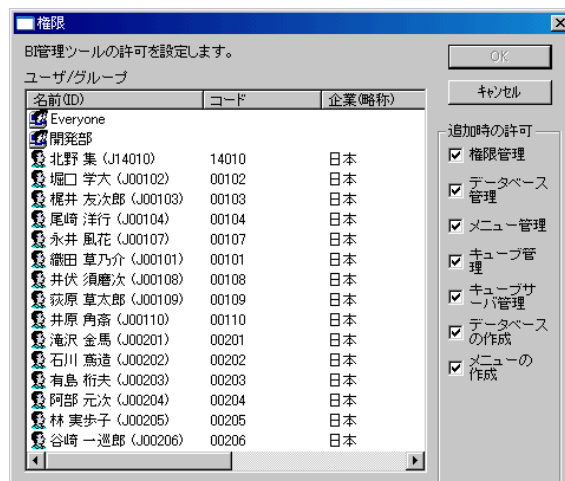 権限
BI管理ツールの許可を設定します。
ユーザ/グループ
名前(ID) コード 企業(略称)
Everyone
開発部
北野 集 (J14010) 14010 日本
堀口 学大 (J00102) 00102 日本
梶井 友次郎 (J00103) 00103 日本
尾崎 洋行 (J00104) 00104 日本
永井 風花 (J00107) 00107 日本
織田 草乃介 (J00101) 00101 日本
井伏 須磨次 (J00108) 00108 日本
荻原 草太郎 (J00109) 00109 日本
井原 角斎 (J00110) 00110 日本
滝沢 金馬 (J00201) 00201 日本
石川 蔦造 (J00202) 00202 日本
有島 桁夫 (J00203) 00203 日本
阿部 元次 (J00204) 00204 日本
林 実歩子 (J00205) 00205 日本
谷崎 一巡郎 (J00206) 00206 日本
OK
キャンセル
追加時の許可
権限管理
データベース
管理
メニュー管理
キューブ管
理
キューブサ
ーバ管理
データベース
の作成
メニューの
作成